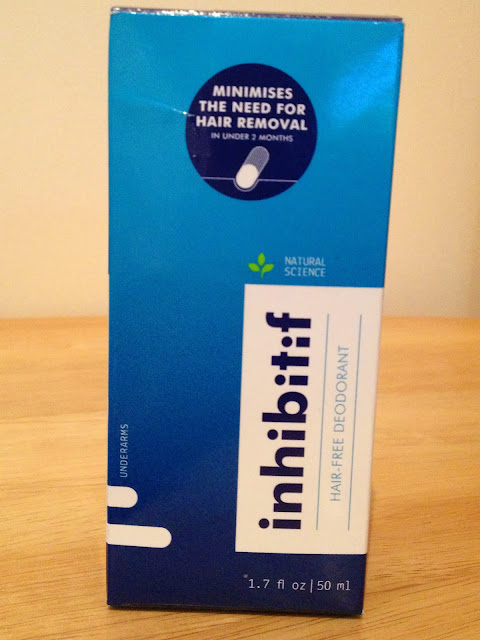 MINIMISES
THE NEED FOR
HAIR REMOVAL
IN UNDER 2 MONTHS
NATURAL
SCIENCE
inhibitif
HAIR-FREE DEODORANT
UNDERARMS
1.7 fl oz | 50 ml